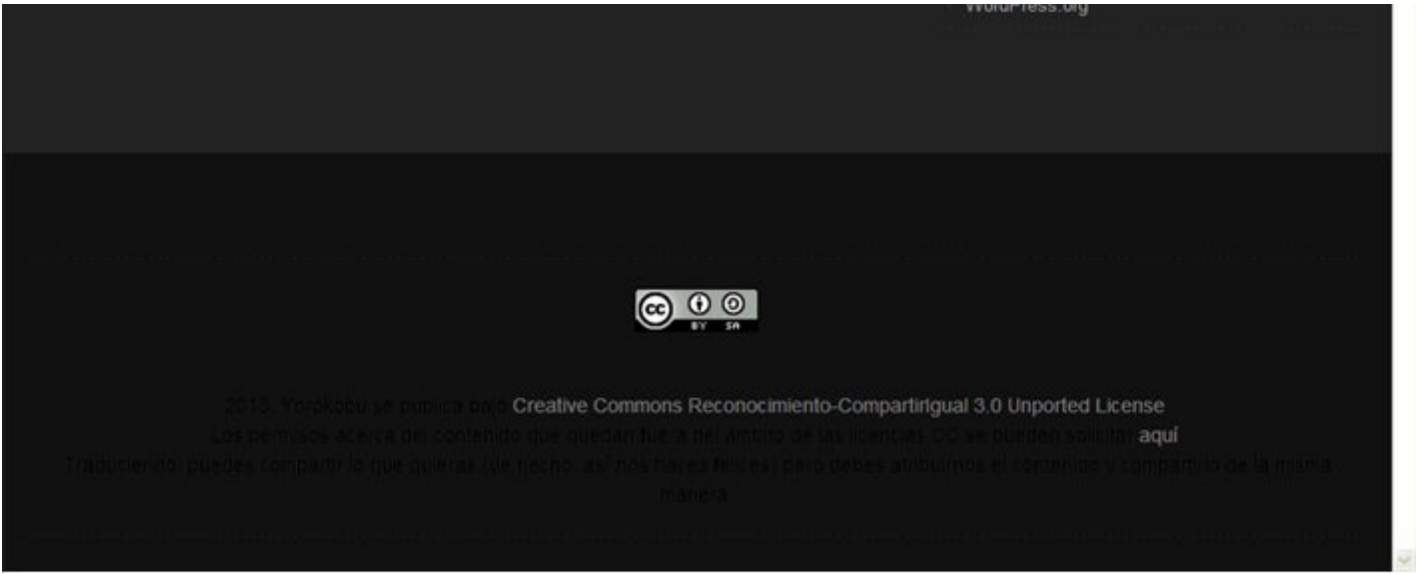 WordPress.org
cc
BY SA
2015. Yorokobu se publica bajo Creative Commons Reconocimiento-CompartirIgual 3.0 Unported License
Los permisos acerca del contenido que quedan fuera del ámbito de las licencias CC se pueden solicitar aquí
Traduciendo: puedes compartir lo que quieras (de hecho, así nos haces felices) pero debes atribuirnos el contenido y compartirlo de la misma
manera.